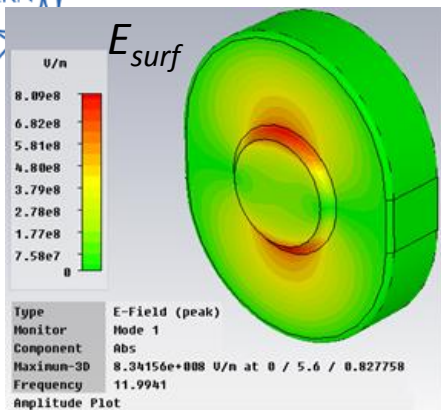 E_surf
V/m
8.09e8
6.82e8
5.81e8
4.80e8
3.79e8
2.78e8
1.77e8
7.58e7
0
Type E-Field (peak)
Monitor Mode 1
Component Abs
Maximum-3D 8.34156e+008 V/m at 0 / 5.6 / 0.827758
Frequency 11.9941
Amplitude Plot